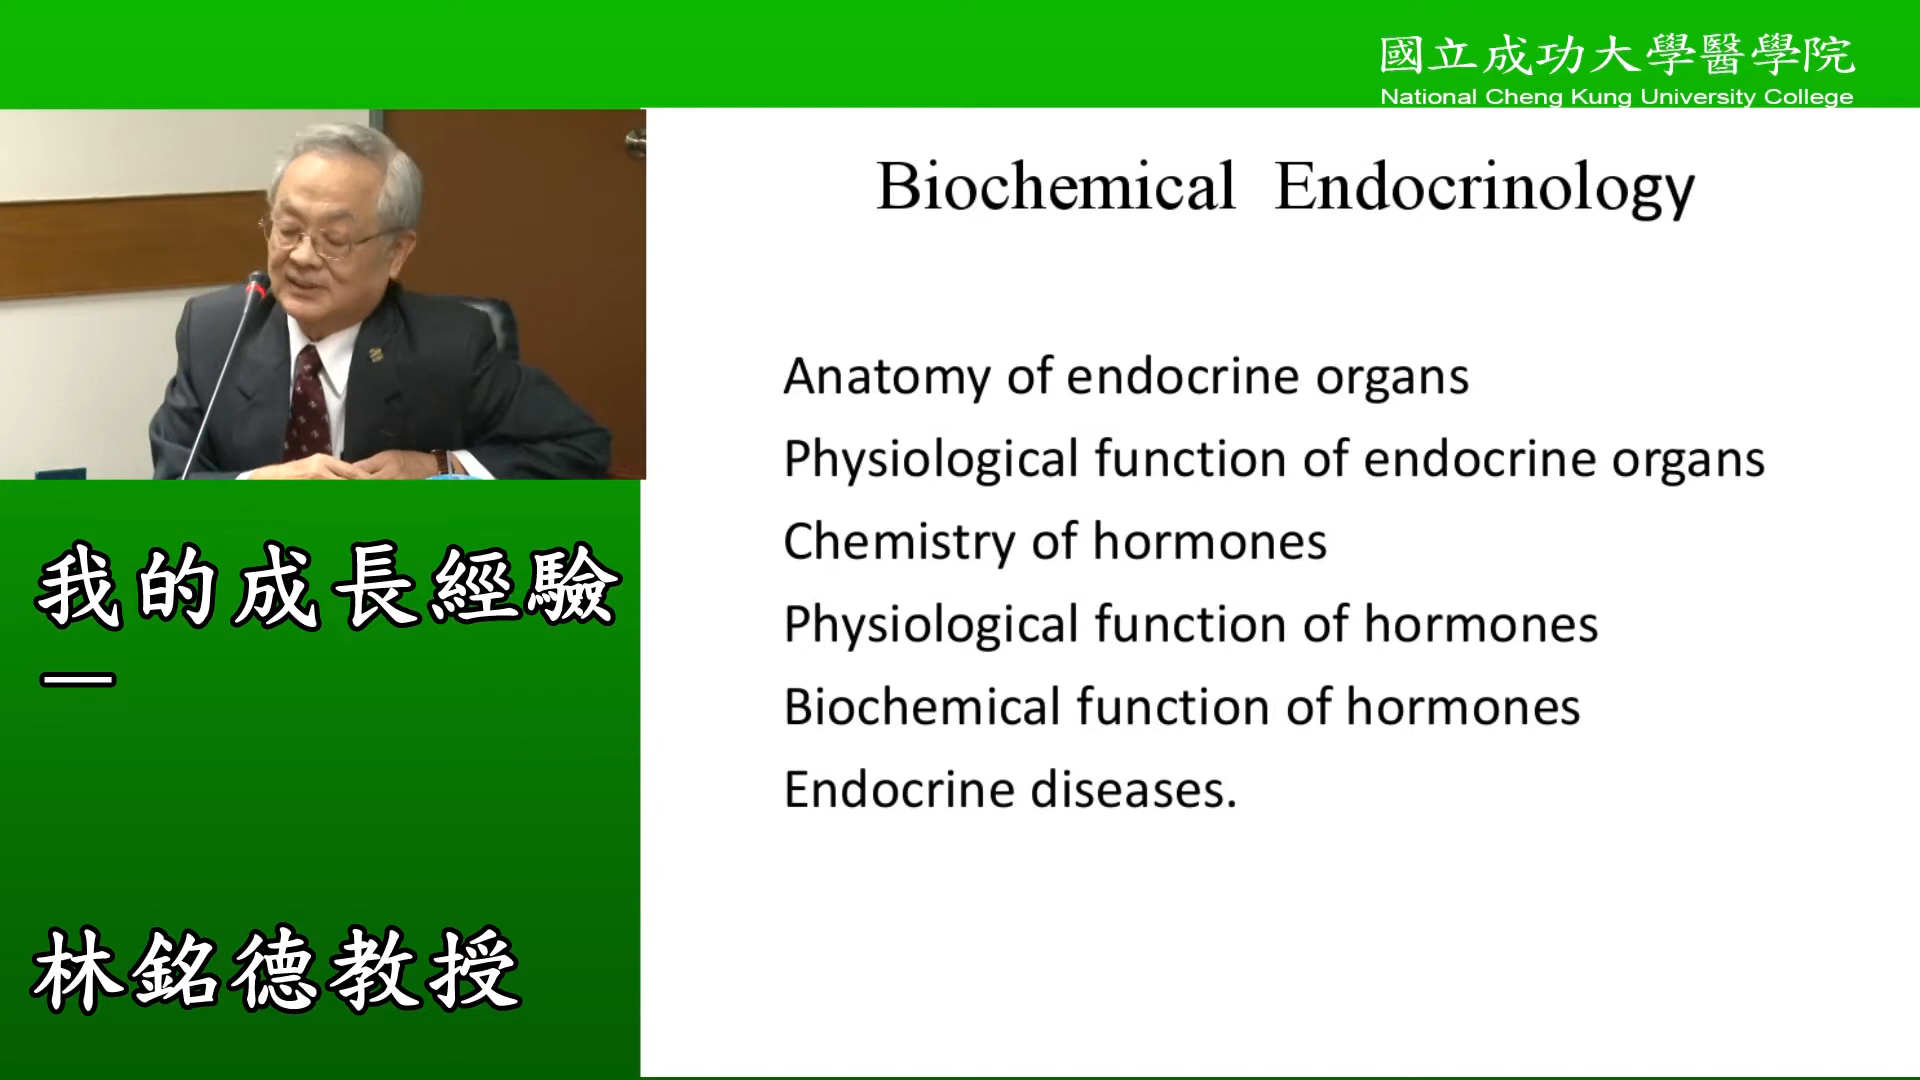 國立成功大學醫學院
National Cheng Kung University College
Biochemical Endocrinology
Anatomy of endocrine organs
Physiological function of endocrine organs
Chemistry of hormones
Physiological function of hormones
Biochemical function of hormones
Endocrine diseases.
我的成長經驗
—
林銘德教授